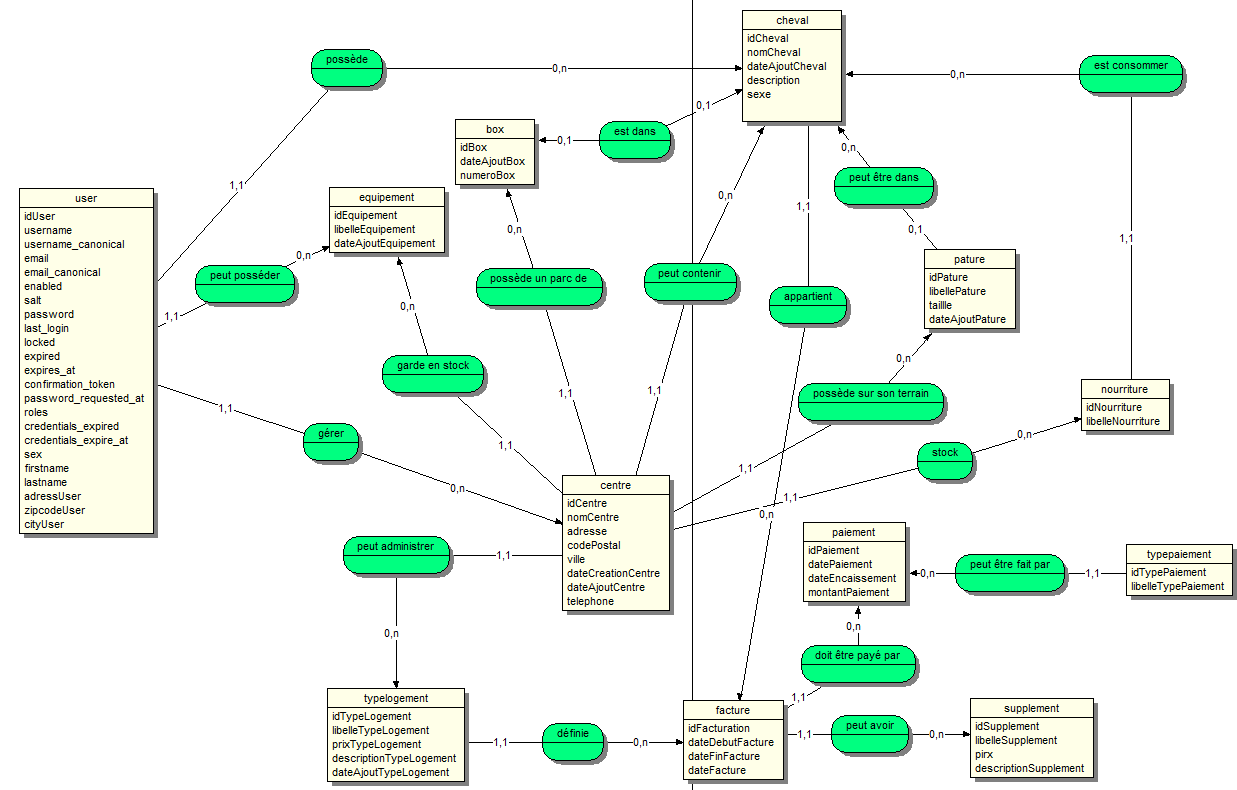 cheval
idCheval
nomCheval
dateAjoutCheval
description
sexe
possède
0,n
1,1
est consommer
0,n
1,1
box
idBox
dateAjoutBox
numeroBox
est dans
0,1
0,1
user
idUser
username
username_canonical
email
email_canonical
enabled
salt
password
last_login
locked
expired
expires_at
confirmation_token
password_requested_at
roles
credentials_expired
credentials_expire_at
sex
firstname
lastname
adressUser
zipcodeUser
cityUser
equipement
idEquipement
libelleEquipement
dateAjoutEquipement
peut posséder
0,n
1,1
possède un parc de
0,n
1,1
peut contenir
0,n
1,1
appartient
1,1
0,n
peut être dans
0,n
0,1
pature
idPature
libellePature
taillle
dateAjoutPature
garde en stock
0,n
1,1
possède sur son terrain
0,n
1,1
nourriture
idNourriture
libelleNourriture
gérer
1,1
0,n
stock
0,n
1,1
centre
idCentre
nomCentre
adresse
codePostal
ville
dateCreationCentre
dateAjoutCentre
telephone
peut administrer
1,1
0,n
paiement
idPaiement
datePaiement
dateEncaissement
montantPaiement
peut être fait par
0,n
1,1
typepaiement
idTypePaiement
libelleTypePaiement
doit être payé par
0,n
1,1
typelogement
idTypeLogement
libelleTypeLogement
prixTypeLogement
descriptionTypeLogement
dateAjoutTypeLogement
définie
1,1
0,n
facture
idFacturation
dateDebutFacture
dateFinFacture
dateFacture
peut avoir
1,1
0,n
supplement
idSupplement
libelleSupplement
pirx
descriptionSupplement